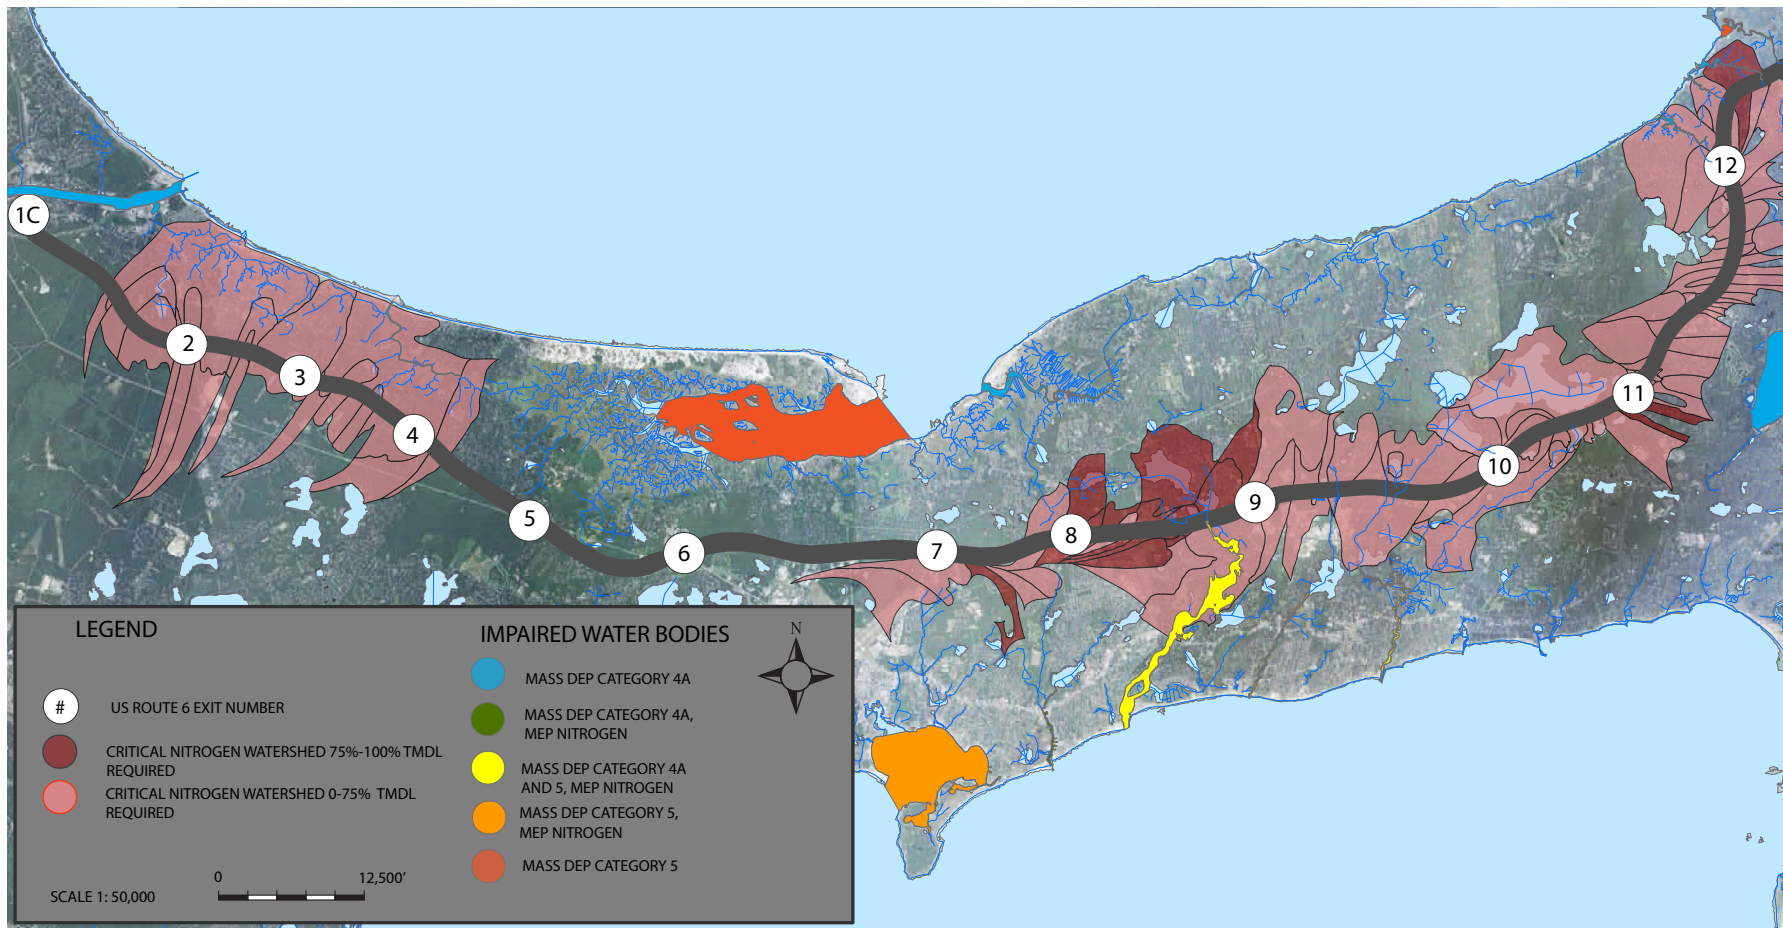 1C
2
3
4
5
6
7
8
9
10
11
12
LEGEND
#
US ROUTE 6 EXIT NUMBER
CRITICAL NITROGEN WATERSHED 75%-100% TMDL
REQUIRED
CRITICAL NITROGEN WATERSHED 0-75% TMDL
REQUIRED
0
12,500'
SCALE 1: 50,000
IMPAIRED WATER BODIES
MASS DEP CATEGORY 4A
MASS DEP CATEGORY 4A,
MEP NITROGEN
MASS DEP CATEGORY 4A
AND 5, MEP NITROGEN
MASS DEP CATEGORY 5,
MEP NITROGEN
MASS DEP CATEGORY 5
N